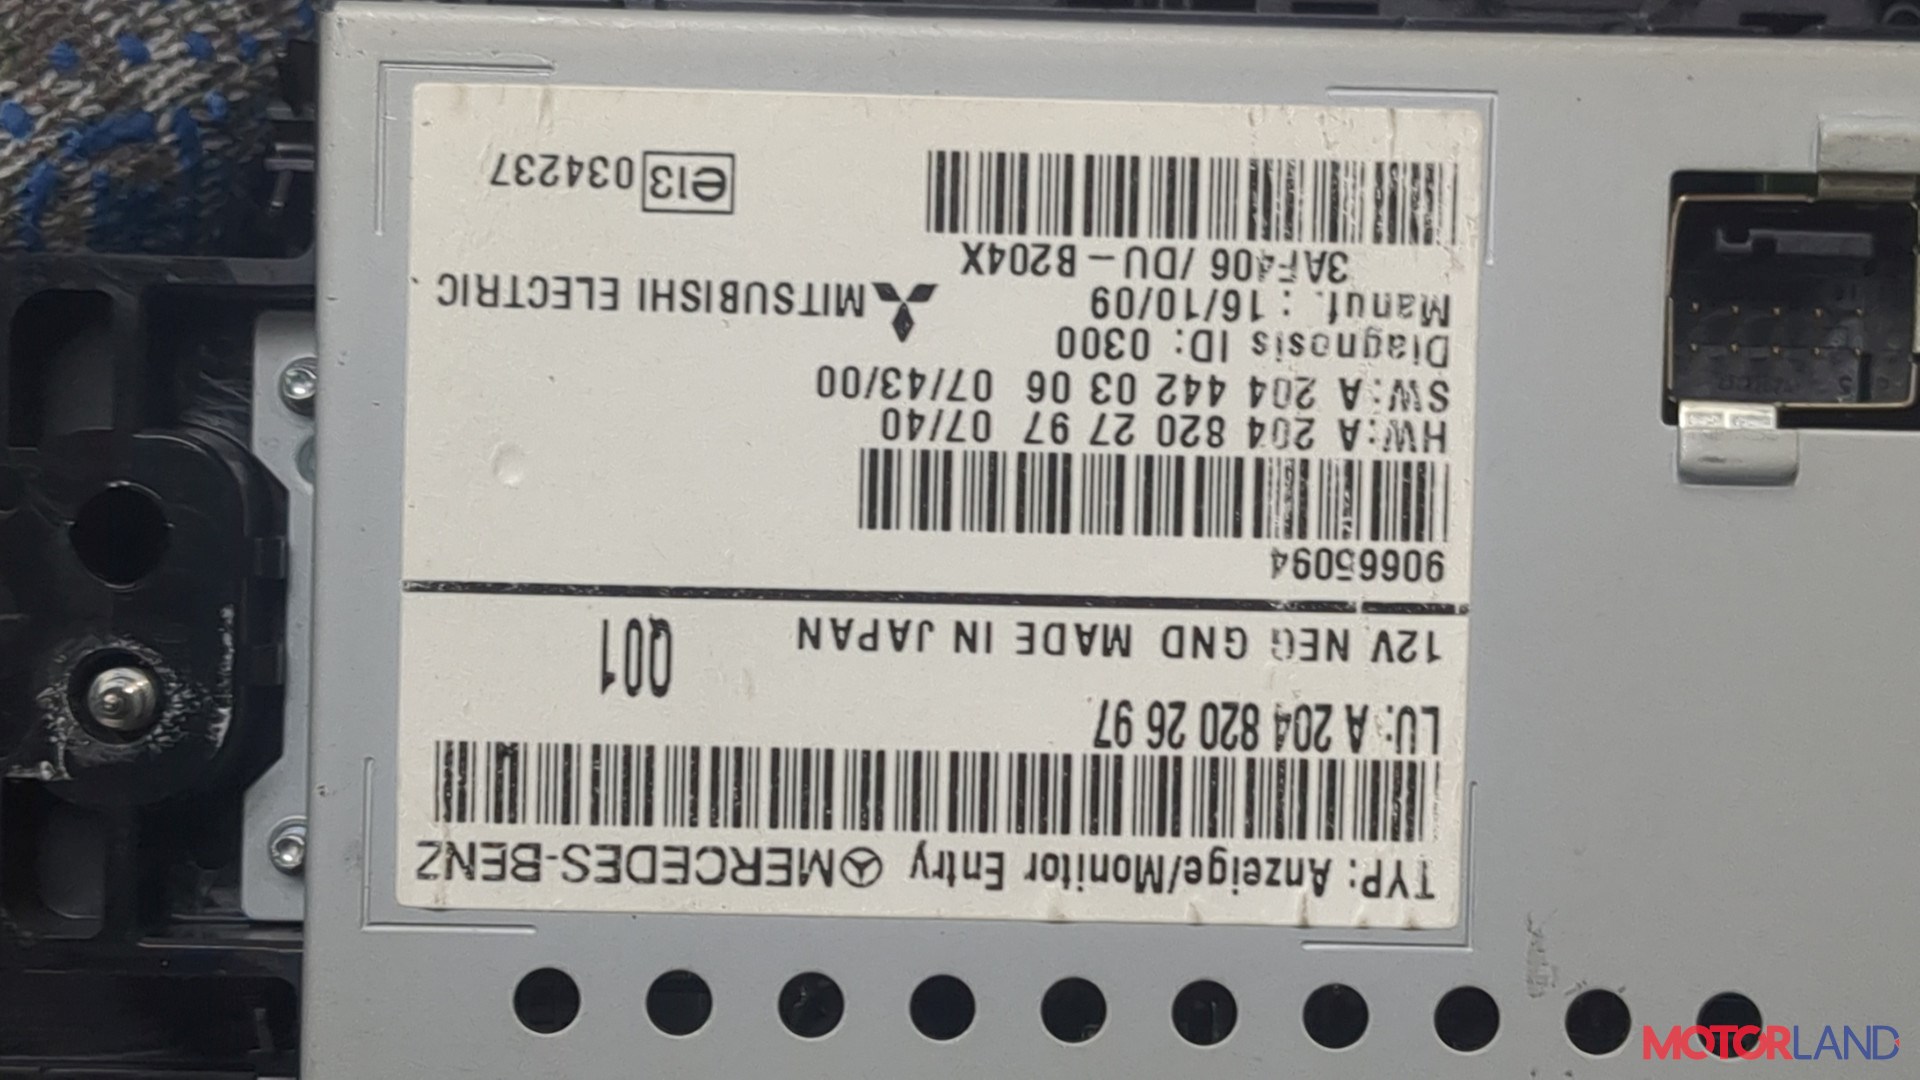 TYP: Anzeige/Monitor Entry MERCEDES-BENZ
LU: A 204 820 26 97
Q01
12V NEG GND MADE IN JAPAN
90665094
HW: A 204 820 27 97 07/40
SW: A 204 442 03 06 07/43/00
Diagnosis ID: 0300
Manuf. : 16/10/09
MITSUBISHI ELECTRIC
3AF406 /DU-B204X
e13 034237
MOTORLAND